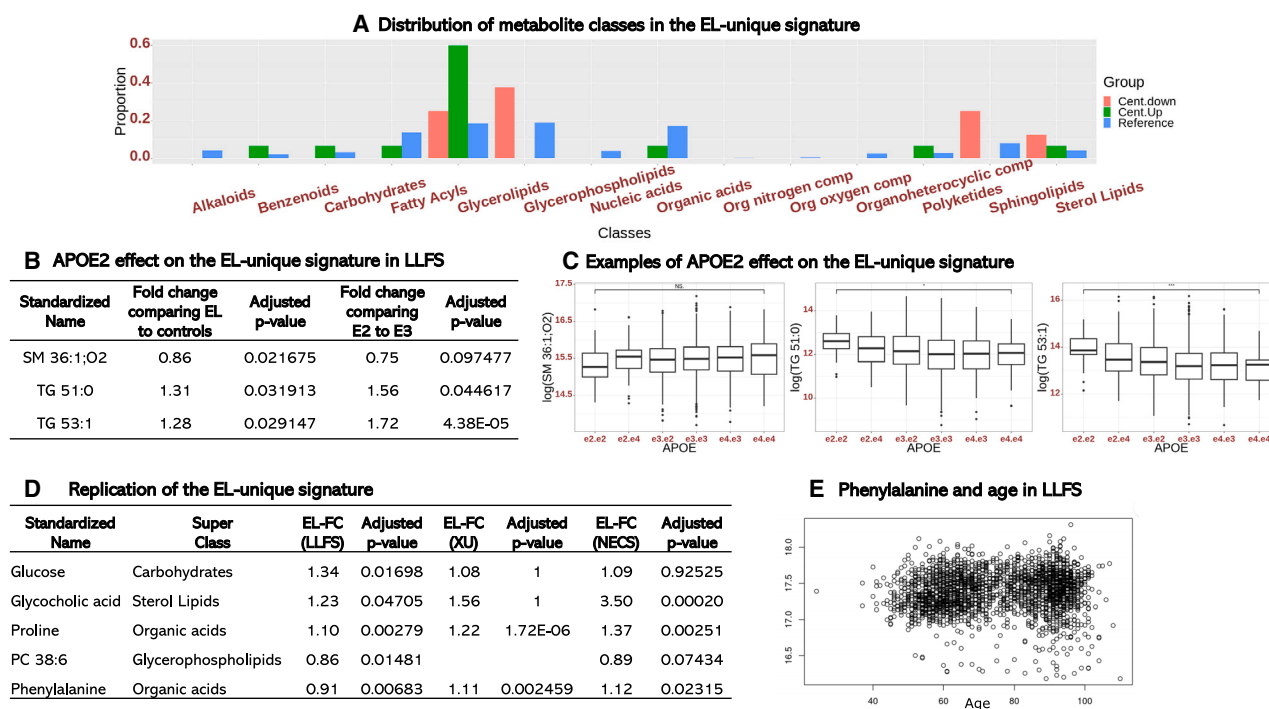 A Distribution of metabolite classes in the EL-unique signature
0.6
0.4
0.2
0.0
Proportion
Group
Cent.down
Cent.Up
Reference
Alkaloids
Benzenoids
Carbohydrates
Fatty Acyls
Glycerolipids
Glycerophospholipids
Nucleic acids
Organic acids
Org nitrogen comp
Org oxygen comp
Organoheterocyclic comp
Polyketides
Sphingolipids
Sterol Lipids
Classes
B APOE2 effect on the EL-unique signature in LLFS
Standardized Name Fold change comparing EL to controls Adjusted p-value Fold change comparing E2 to E3 Adjusted p-value
SM 36:1;O2 0.86 0.021675 0.75 0.097477
TG 51:0 1.31 0.031913 1.56 0.044617
TG 53:1 1.28 0.029147 1.72 4.38E-05
C Examples of APOE2 effect on the EL-unique signature
17.5
16.5
15.5
14.5
log(SM 36:1;O2)
NS.
e2.e2 e2.e4 e3.e2 e3.e3 e4.e3 e4.e4
APOE
14
12
10
log(TG 51:0)
*
e2.e2 e2.e4 e3.e2 e3.e3 e4.e3 e4.e4
APOE
16
14
12
log(TG 53:1)
***
e2.e2 e2.e4 e3.e2 e3.e3 e4.e3 e4.e4
APOE
D Replication of the EL-unique signature
Standardized Name Super Class EL-FC (LLFS) Adjusted p-value EL-FC (XU) Adjusted p-value EL-FC (NECS) Adjusted p-value
Glucose Carbohydrates 1.34 0.01698 1.08 1 1.09 0.92525
Glycocholic acid Sterol Lipids 1.23 0.04705 1.56 1 3.50 0.00020
Proline Organic acids 1.10 0.00279 1.22 1.72E-06 1.37 0.00251
PC 38:6 Glycerophospholipids 0.86 0.01481 0.89 0.07434
Phenylalanine Organic acids 0.91 0.00683 1.11 0.002459 1.12 0.02315
E Phenylalanine and age in LLFS
18.0
17.5
17.0
16.5
40 60 80 100
Age